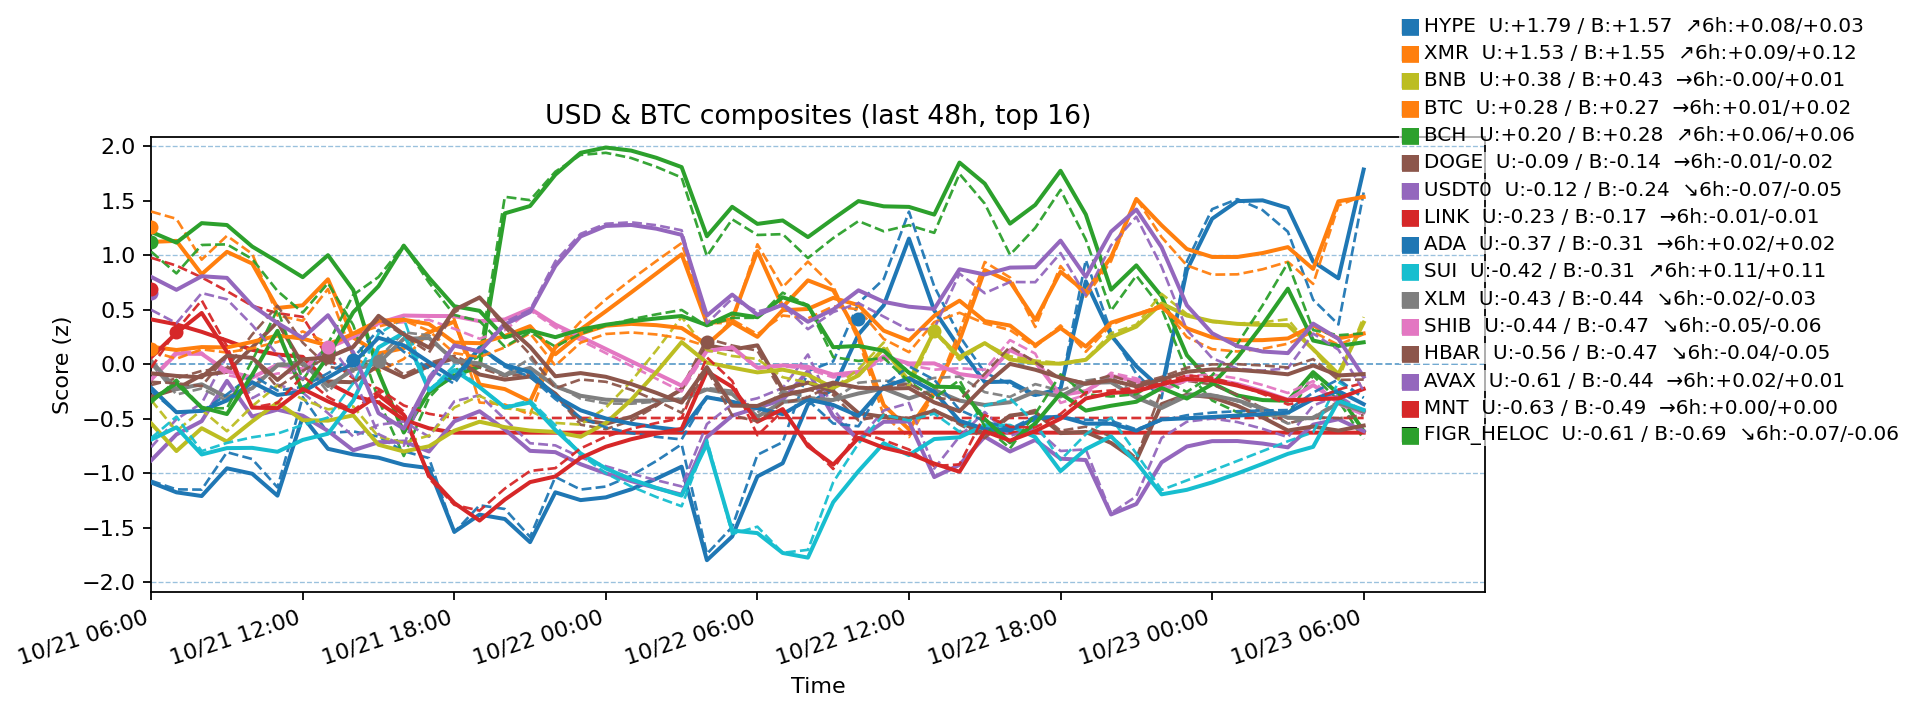 HYPE  U:+1.79 / B:+1.57  ↗6h:+0.08/+0.03
XMR  U:+1.53 / B:+1.55  ↗6h:+0.09/+0.12
BNB  U:+0.38 / B:+0.43  →6h:-0.00/+0.01
BTC  U:+0.28 / B:+0.27  →6h:+0.01/+0.02
BCH  U:+0.20 / B:+0.28  ↗6h:+0.06/+0.06
DOGE  U:-0.09 / B:-0.14  →6h:-0.01/-0.02
USDT0  U:-0.12 / B:-0.24  ↘6h:-0.07/-0.05
LINK  U:-0.23 / B:-0.17  →6h:-0.01/-0.01
ADA  U:-0.37 / B:-0.31  →6h:+0.02/+0.02
SUI  U:-0.42 / B:-0.31  ↗6h:+0.11/+0.11
XLM  U:-0.43 / B:-0.44  ↘6h:-0.02/-0.03
SHIB  U:-0.44 / B:-0.47  ↘6h:-0.05/-0.06
HBAR  U:-0.56 / B:-0.47  ↘6h:-0.04/-0.05
AVAX  U:-0.61 / B:-0.44  →6h:+0.02/+0.01
MNT  U:-0.63 / B:-0.49  →6h:+0.00/+0.00
FIGR_HELOC  U:-0.61 / B:-0.69  ↘6h:-0.07/-0.06
USD & BTC composites (last 48h, top 16)
Score (z)
2.0
1.5
1.0
0.5
0.0
−0.5
−1.0
−1.5
−2.0
10/21 06:00
10/21 12:00
10/21 18:00
10/22 00:00
10/22 06:00
10/22 12:00
10/22 18:00
10/23 00:00
10/23 06:00
Time